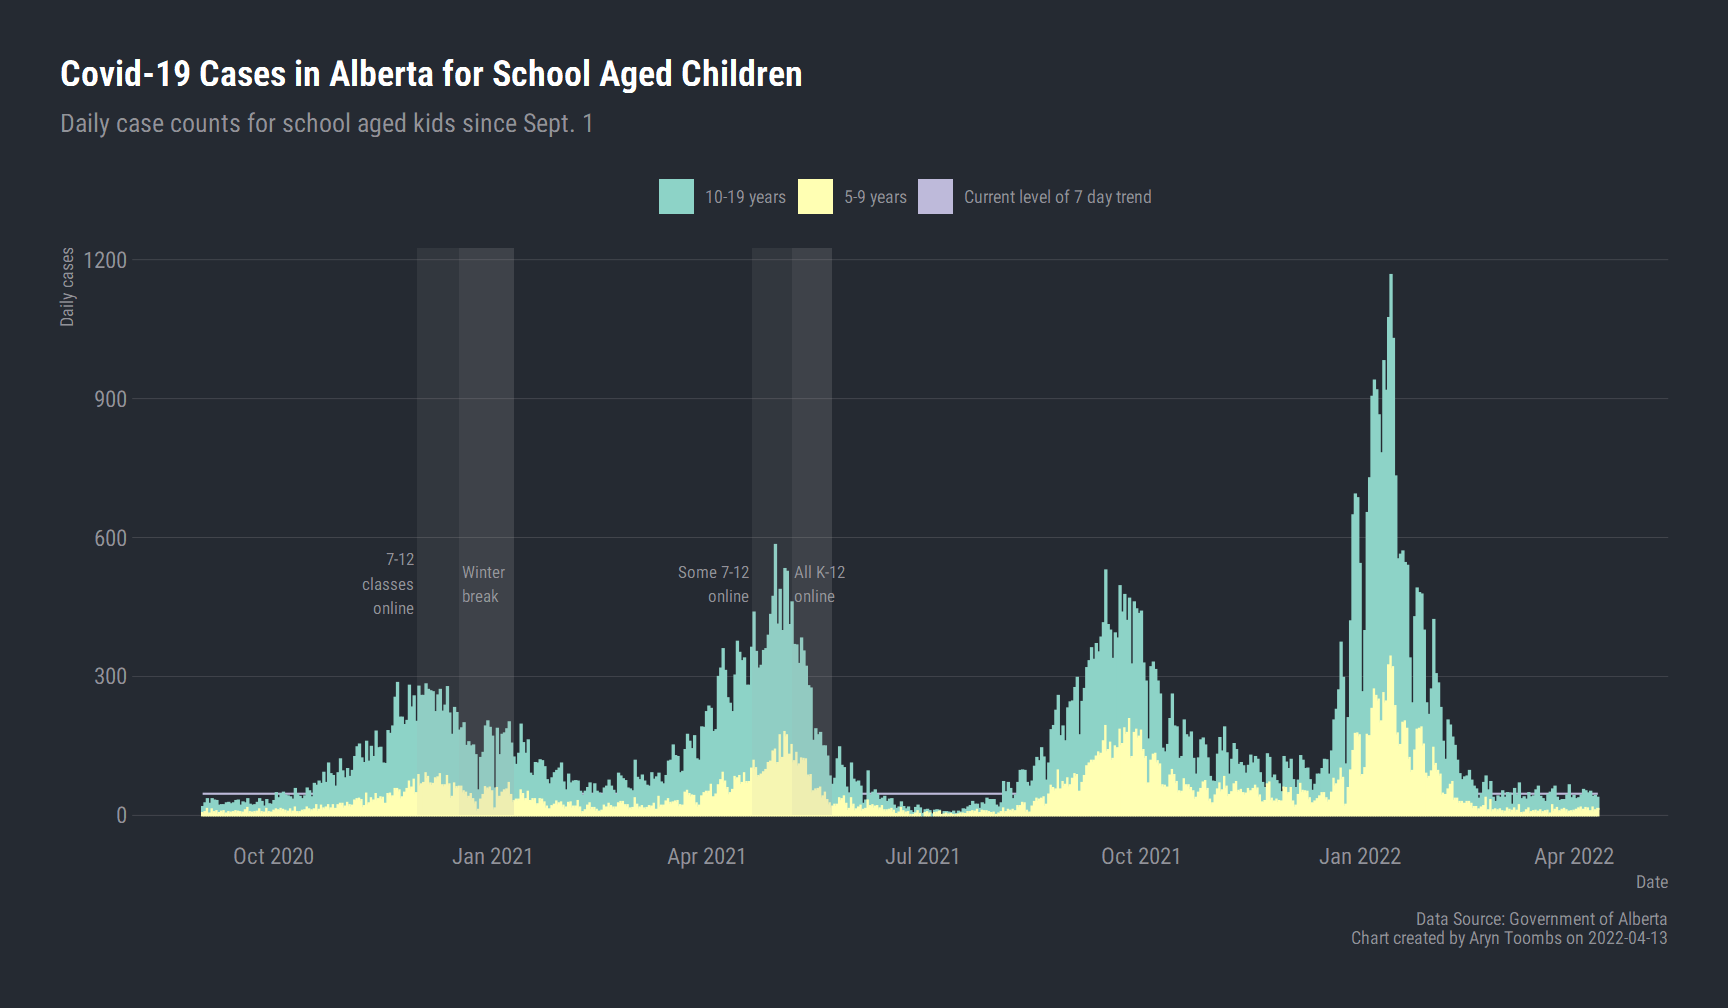 Covid-19 Cases in Alberta for School Aged Children
Daily case counts for school aged kids since Sept. 1
10-19 years
5-9 years
Current level of 7 day trend
Daily cases
1200
900
600
300
0
7-12
classes
online
Winter
break
Some 7-12
online
All K-12
online
Oct 2020
Jan 2021
Apr 2021
Jul 2021
Oct 2021
Jan 2022
Apr 2022
Date
Data Source: Government of Alberta
Chart created by Aryn Toombs on 2022-04-13